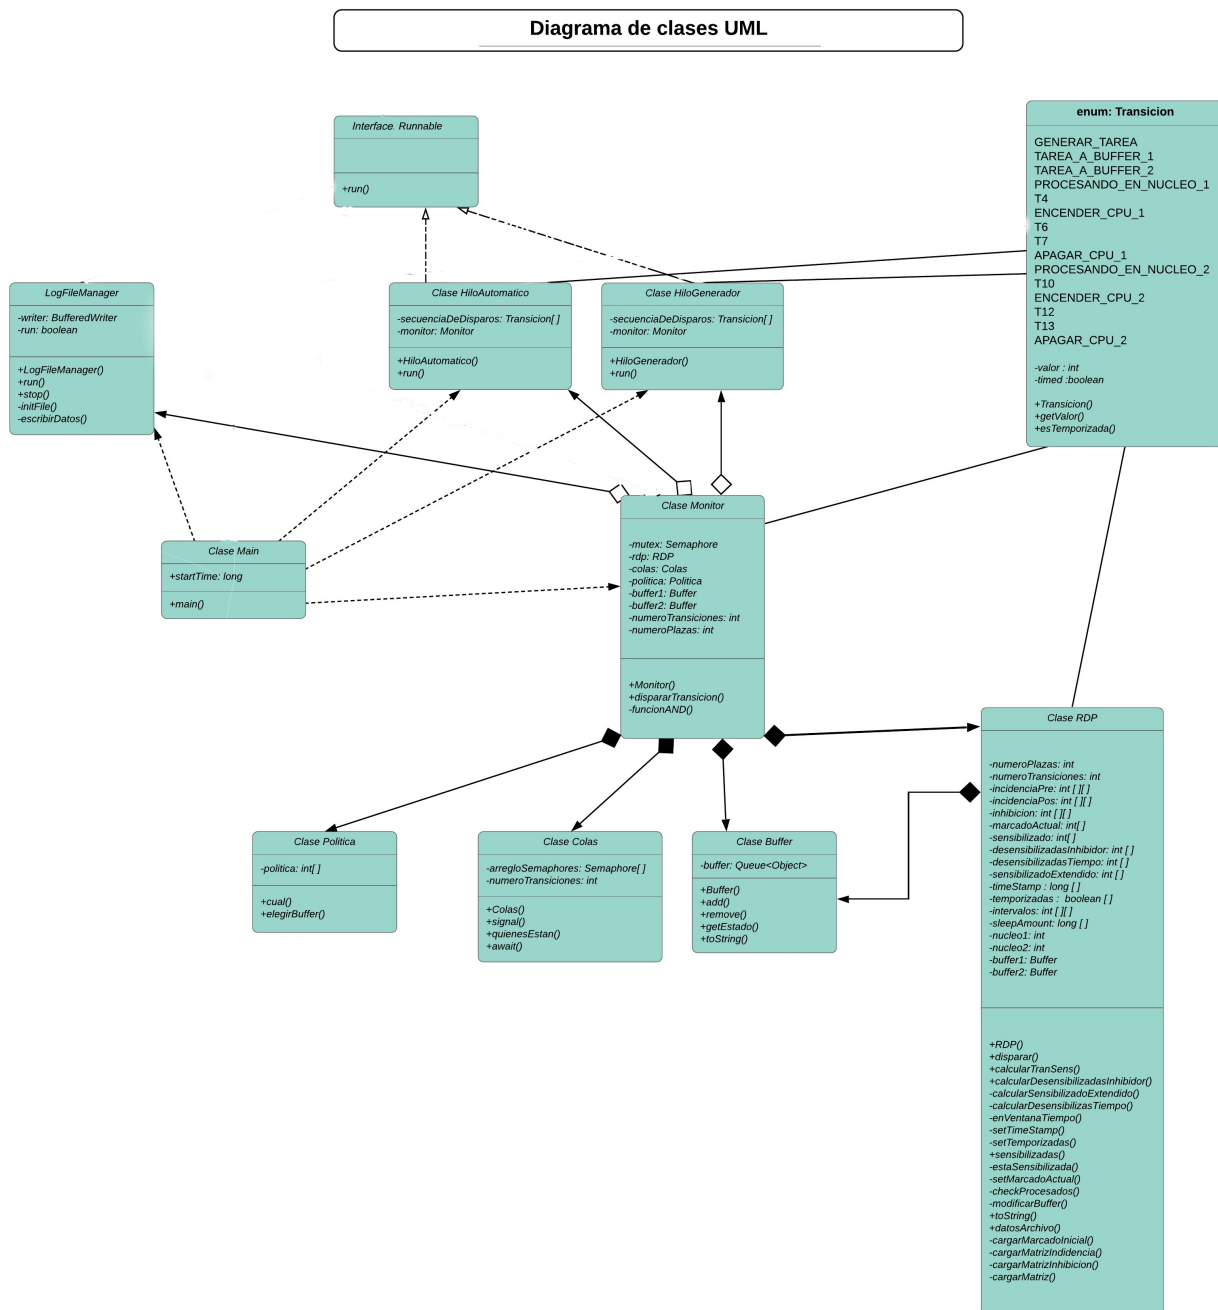 Diagrama de clases UML
Interface Runnable
+run()
enum: Transicion
GENERAR_TAREA
TAREA_A_BUFFER_1
TAREA_A_BUFFER_2
PROCESANDO_EN_NUCLEO_1
T4
ENCENDER_CPU_1
T6
T7
APAGAR_CPU_1
PROCESANDO_EN_NUCLEO_2
T10
ENCENDER_CPU_2
T12
T13
APAGAR_CPU_2
-valor : int
-timed :boolean
+Transicion()
+getValor()
+esTemporizada()
LogFileManager
-writer: BufferedWriter
-run: boolean
+LogFileManager()
+run()
+stop()
-initFile()
-escribirDatos()
Clase HiloAutomatico
-secuenciaDeDisparos: Transicion[ ]
-monitor: Monitor
+HiloAutomatico()
+run()
Clase HiloGenerador
-secuenciaDeDisparos: Transicion[ ]
-monitor: Monitor
+HiloGenerador()
+run()
Clase Main
+startTime: long
+main()
Clase Monitor
-mutex: Semaphore
-rdp: RDP
-colas: Colas
-politica: Politica
-buffer1: Buffer
-buffer2: Buffer
-numeroTransiciones: int
-numeroPlazas: int
+Monitor()
+dispararTransicion()
-funcionAND()
Clase Politica
-politica: int[ ]
+cual()
+elegirBuffer()
Clase Colas
-arregloSemaphores: Semaphore[ ]
-numeroTransiciones: int
+Colas()
+signal()
+quienesEstan()
+await()
Clase Buffer
-buffer: Queue<Object>
+Buffer()
+add()
+remove()
+getEstado()
+toString()
Clase RDP
-numeroPlazas: int
-numeroTransiciones: int
-incidenciaPre: int [ ][ ]
-incidenciaPos: int [ ][ ]
-inhibicion: int [ ][ ]
-marcadoActual: int[ ]
-sensibilizado: int[ ]
-desensibilizadasInhibidor: int [ ]
-desensibilizadasTiempo: int [ ]
-sensibilizadoExtendido: int [ ]
-timeStamp : long [ ]
-temporizadas : boolean [ ]
-intervalos: int [ ][ ]
-sleepAmount: long [ ]
-nucleo1: int
-nucleo2: int
-buffer1: Buffer
-buffer2: Buffer
+RDP()
+disparar()
+calcularTranSens()
+calcularDesensibilizadasInhibidor()
-calcularSensibilizadoExtendido()
-calcularDesensibilizasTiempo()
-enVentanaTiempo()
-setTimeStamp()
-setTemporizadas()
+sensibilizadas()
-estaSensibilizada()
-setMarcadoActual()
-checkProcesados()
-modificarBuffer()
+toString()
+datosArchivo()
-cargarMarcadoInicial()
-cargarMatrizIndidencia()
-cargarMatrizInhibicion()
-cargarMatriz()